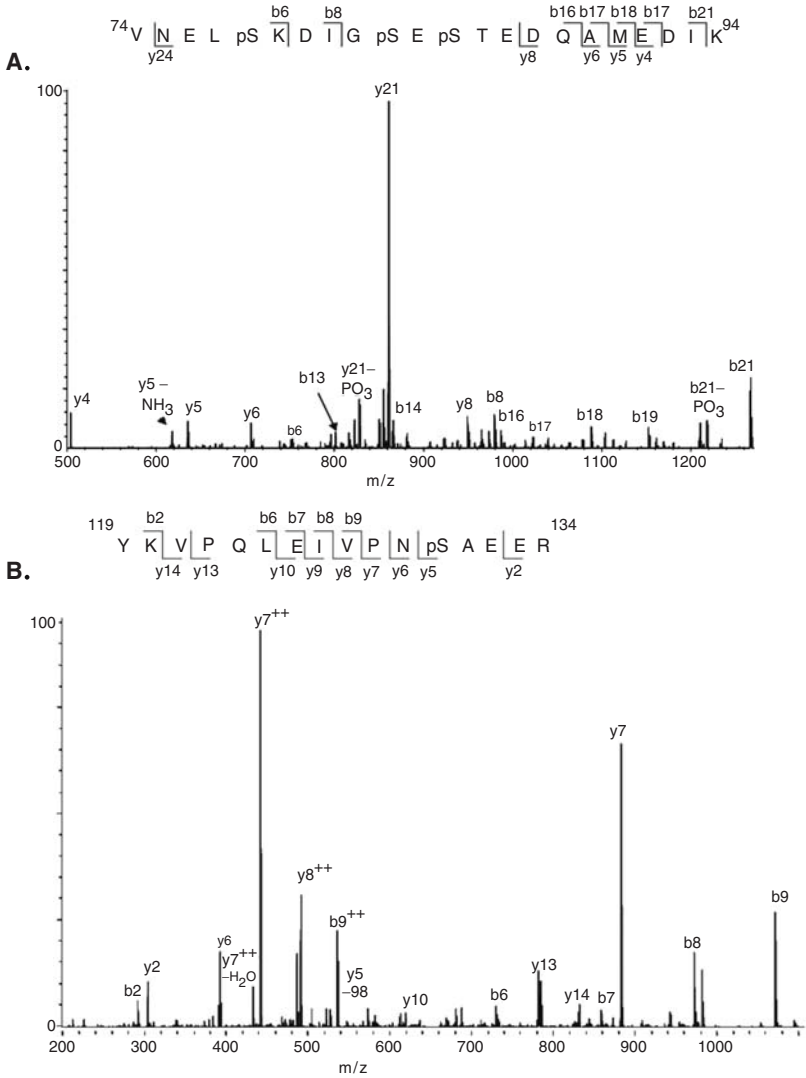 b6 b8 b16 b17 b18 b17 b21
74V N E L pS K D I G pS E pS T E D Q A M E D I K94
y24 y8 y6 y5 y4
A.
100
y21
y5 – NH3
y21– PO3
b13
b21– PO3
b21
y4
y5
y6
b6
b14
y8
b8
b16
b17
b18
b19
0
500 600 700 800 900 1000 1100 1200
m/z
119 b2 b6 b7 b8 b9 134
Y K V P Q L E I V P N pS A E E R
y14 y13 y10 y9 y8 y7 y6 y5 y2
B.
100
y7++
y7
y8++
b9++
b9
y6
y7++
–H2O
y2
b2
y5
–98
y10
b6
y13
y14
b7
b8
0
200 300 400 500 600 700 800 900 1000
m/z